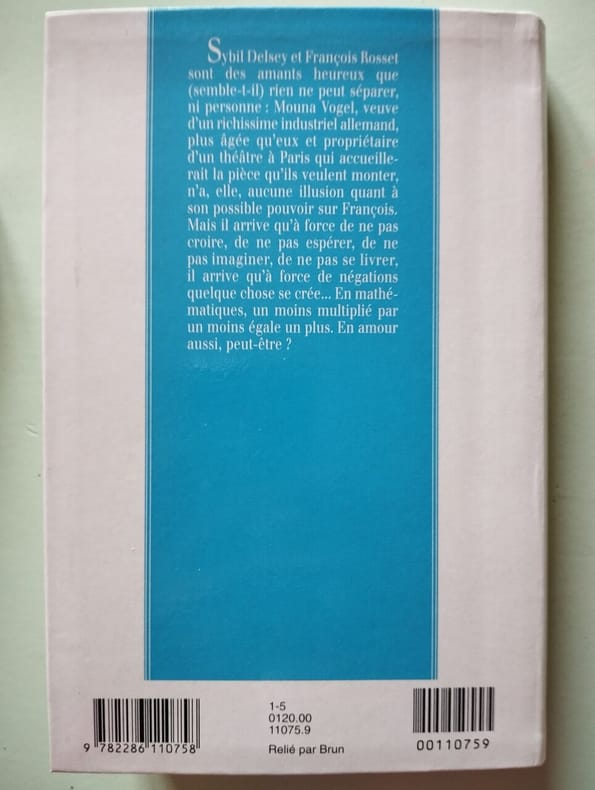 Sybil Delsey et François Rosset
sont des amants heureux que
(semble-t-il) rien ne peut séparer,
ni personne : Mouna Vogel, veuve
d'un richissime industriel allemand,
plus âgée qu'eux et propriétaire
d'un théâtre à Paris qui accueille-
rait la pièce qu'ils veulent monter,
n'a, elle, aucune illusion quant à
son possible pouvoir sur François.
Mais il arrive qu'à force de ne pas
croire, de ne pas espérer, de ne
pas imaginer, de ne pas se livrer,
il arrive qu'à force de négations
quelque chose se crée... En mathé-
matiques, un moins multiplié par
un moins égale un plus. En amour
aussi, peut-être ?
9 782286 110758
1-5
0120.00
11075.9
Relié par Brun
00110759